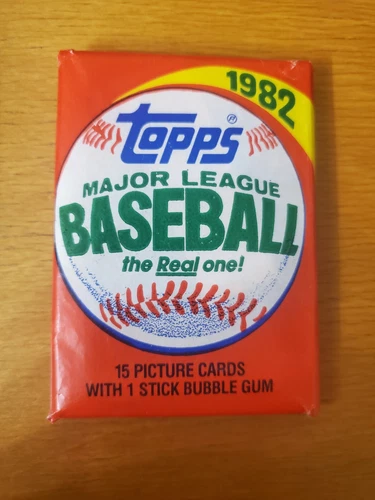 1982
topps®
MAJOR LEAGUE
BASEBALL
the Real one!
15 PICTURE CARDS
WITH 1 STICK BUBBLE GUM